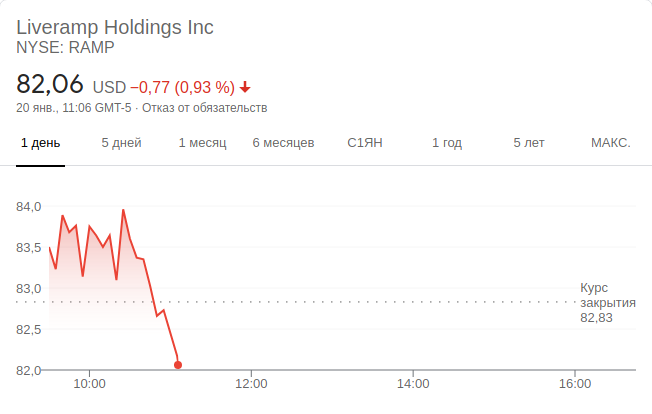 Liveramp Holdings Inc
NYSE: RAMP
82,06 USD −0,77 (0,93 %)
20 янв., 11:06 GMT-5 · Отказ от обязательств
1 день 5 дней 1 месяц 6 месяцев С1ЯН 1 год 5 лет МАКС.
84,0
83,5
83,0
Курс
закрытия
82,83
82,5
82,0
10:00 12:00 14:00 16:00